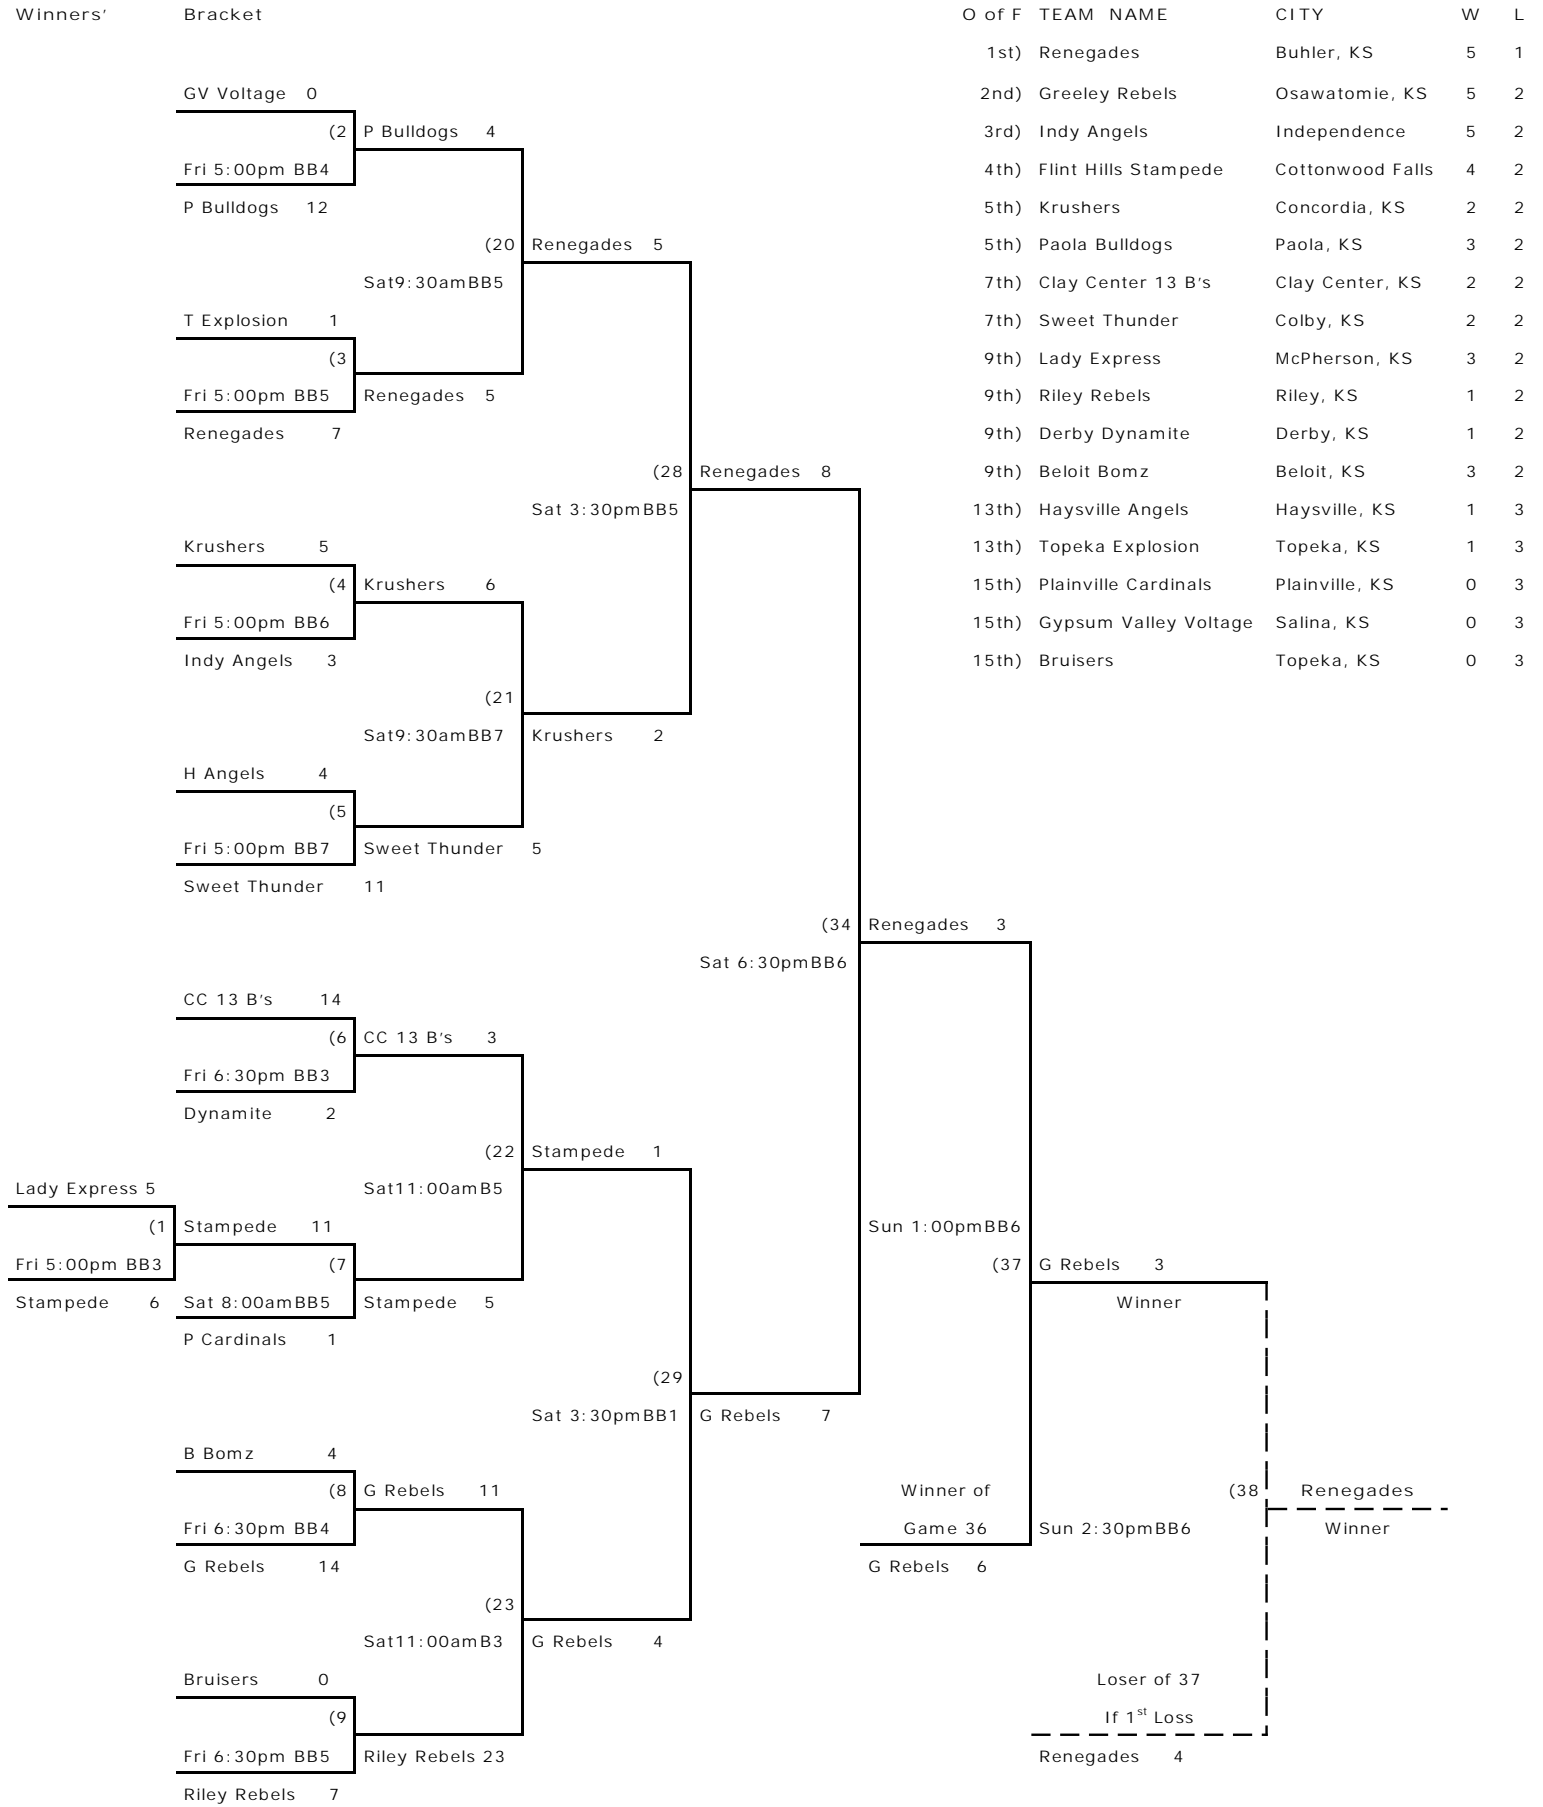 Winners' Bracket O of F TEAM NAME CITY W L
1st) Renegades Buhler, KS 5 1
GV Voltage 0 2nd) Greeley Rebels Osawatomie, KS 5 2
(2 P Bulldogs 4 3rd) Indy Angels Independence 5 2
Fri 5:00pm BB4 4th) Flint Hills Stampede Cottonwood Falls 4 2
P Bulldogs 12 5th) Krushers Concordia, KS 2 2
(20 Renegades 5 5th) Paola Bulldogs Paola, KS 3 2
Sat9:30amBB5 7th) Clay Center 13 B's Clay Center, KS 2 2
T Explosion 1 7th) Sweet Thunder Colby, KS 2 2
(3 9th) Lady Express McPherson, KS 3 2
Fri 5:00pm BB5 Renegades 5 9th) Riley Rebels Riley, KS 1 2
Renegades 7 9th) Derby Dynamite Derby, KS 1 2
(28 Renegades 8 9th) Beloit Bomz Beloit, KS 3 2
Sat 3:30pmBB5 13th) Haysville Angels Haysville, KS 1 3
Krushers 5 13th) Topeka Explosion Topeka, KS 1 3
(4 Krushers 6 15th) Plainville Cardinals Plainville, KS 0 3
Fri 5:00pm BB6 15th) Gypsum Valley Voltage Salina, KS 0 3
Indy Angels 3 15th) Bruisers Topeka, KS 0 3
(21
Sat9:30amBB7 Krushers 2
H Angels 4
(5
Fri 5:00pm BB7 Sweet Thunder 5
Sweet Thunder 11
(34 Renegades 3
Sat 6:30pmBB6
CC 13 B's 14
(6 CC 13 B's 3
Fri 6:30pm BB3
Dynamite 2
(22 Stampede 1
Lady Express 5 Sat11:00amB5
(1 Stampede 11 Sun 1:00pmBB6
Fri 5:00pm BB3 (7 (37 G Rebels 3
Stampede 6 Sat 8:00amBB5 Stampede 5 Winner
P Cardinals 1
(29
Sat 3:30pmBB1 G Rebels 7
B Bomz 4
(8 G Rebels 11 Winner of (38 Renegades
Fri 6:30pm BB4 Game 36 Sun 2:30pmBB6 Winner
G Rebels 14 G Rebels 6
(23
Sat11:00amB3 G Rebels 4
Bruisers 0 Loser of 37
(9 If 1st Loss
Fri 6:30pm BB5 Riley Rebels 23 Renegades 4
Riley Rebels 7